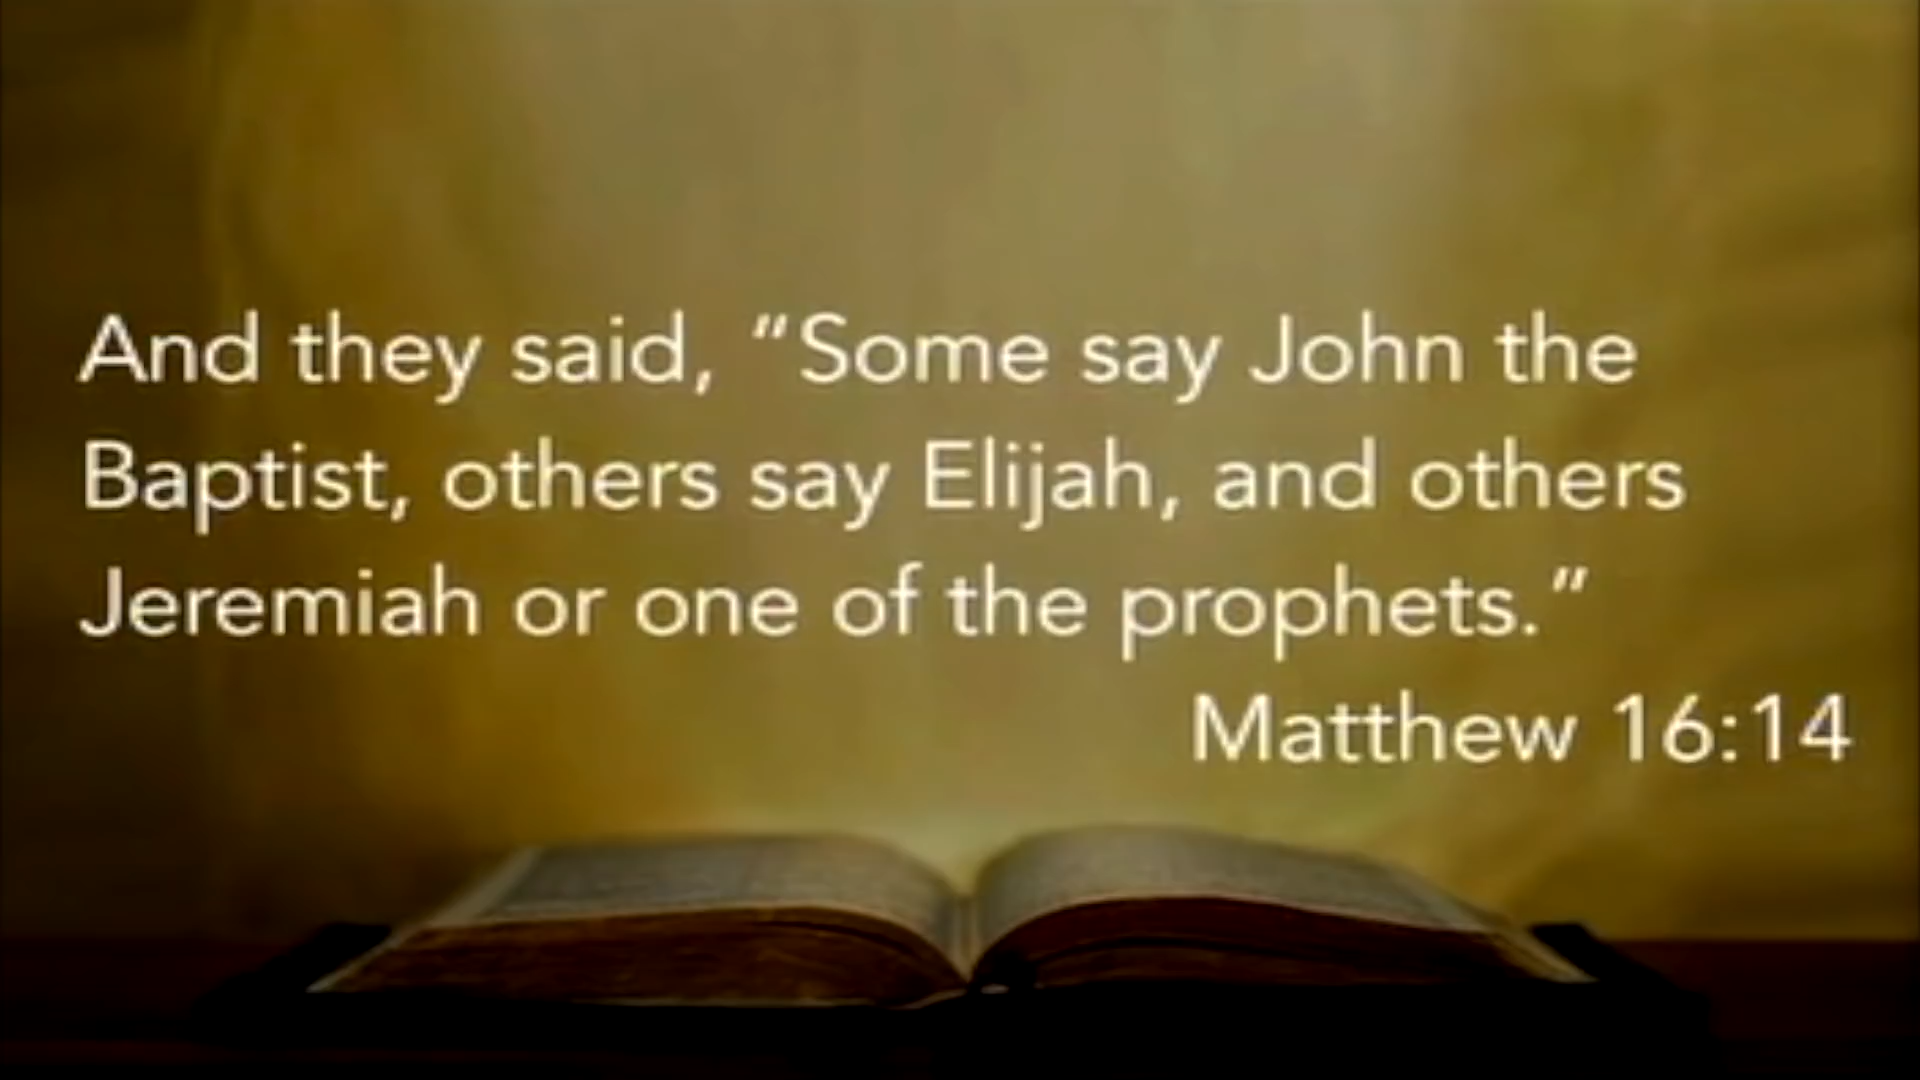 And they said, “Some say John the
Baptist, others say Elijah, and others
Jeremiah or one of the prophets.”
Matthew 16:14